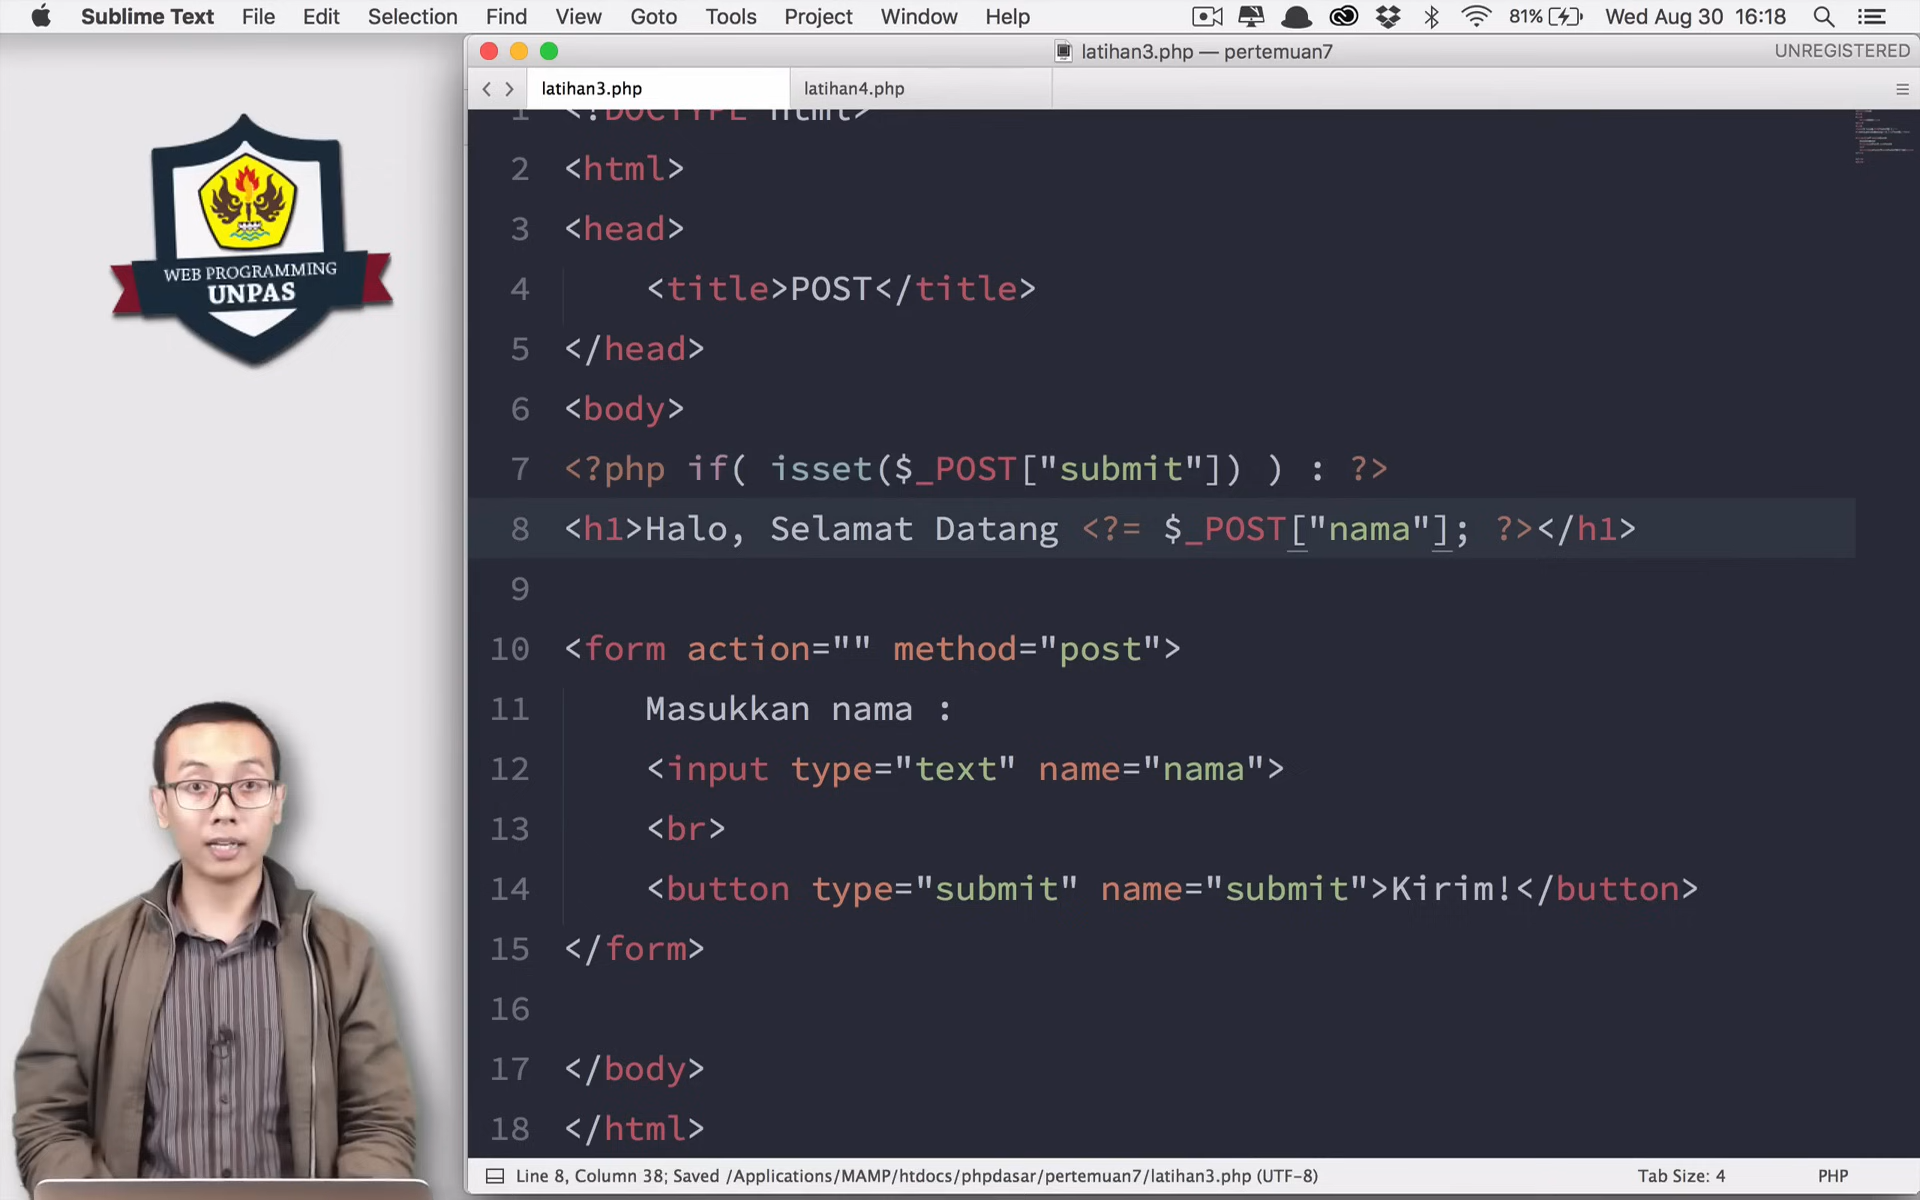 Sublime Text File Edit Selection Find View Goto Tools Project Window Help 81% Wed Aug 30 16:18
latihan3.php — pertemuan7 UNREGISTERED
latihan3.php latihan4.php
WEB PROGRAMMING
UNPAS
1 <!DOCTYPE html>
2 <html>
3 <head>
4 <title>POST</title>
5 </head>
6 <body>
7 <?php if( isset($_POST["submit"]) ) : ?>
8 <h1>Halo, Selamat Datang <?= $_POST["nama"]; ?></h1>
9
10 <form action="" method="post">
11 Masukkan nama :
12 <input type="text" name="nama">
13 <br>
14 <button type="submit" name="submit">Kirim!</button>
15 </form>
16
17 </body>
18 </html>
Line 8, Column 38; Saved /Applications/MAMP/htdocs/phpdasar/pertemuan7/latihan3.php (UTF-8) Tab Size: 4 PHP